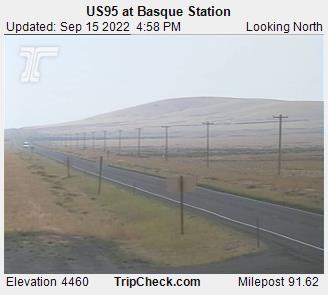 US95 at Basque Station
Updated: Sep 15 2022 4:58 PM Looking North
Elevation 4460 TripCheck.com Milepost 91.62